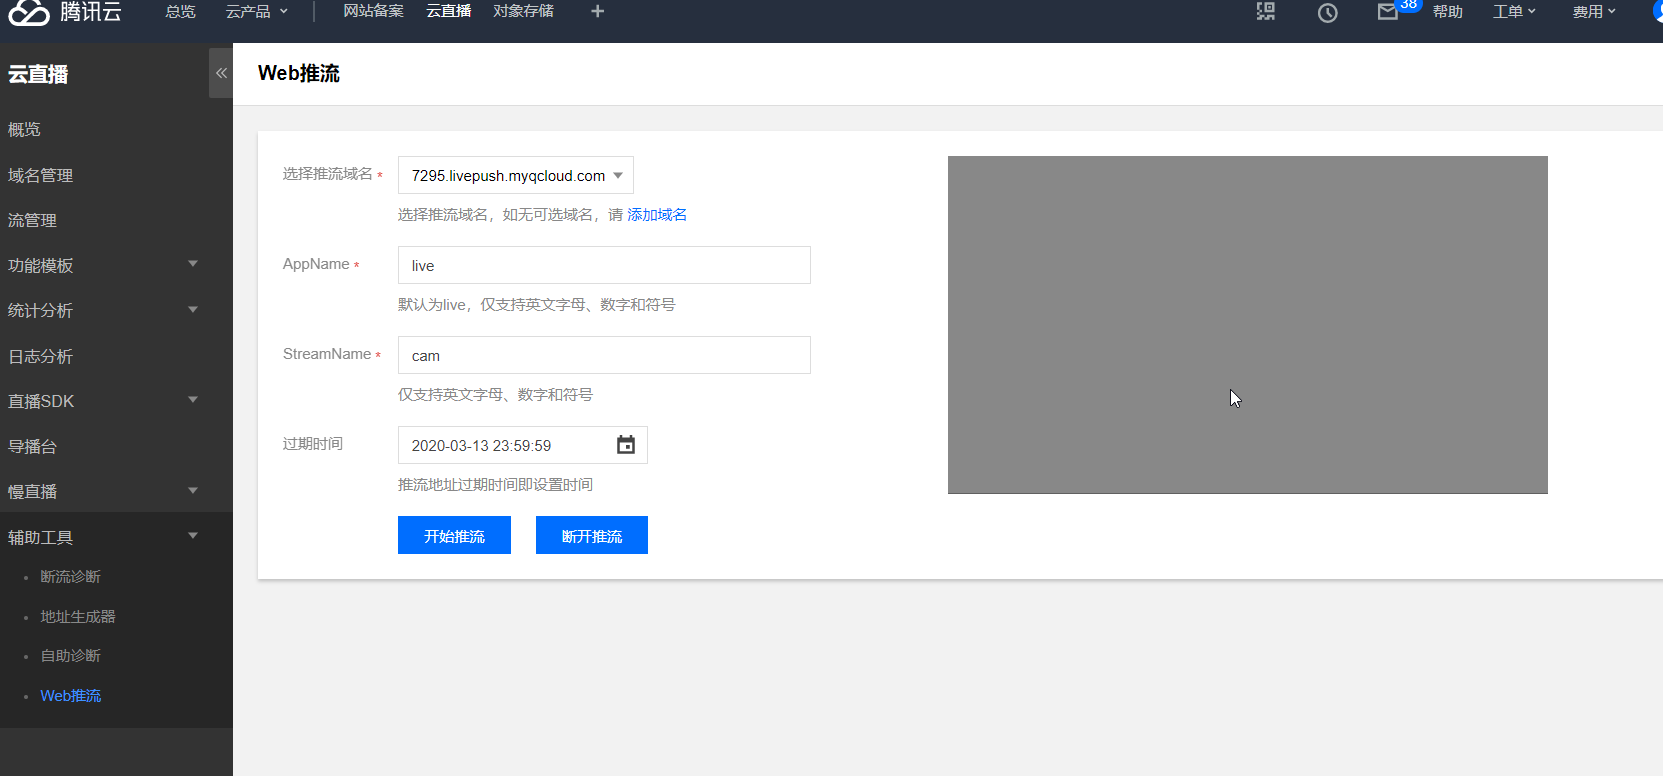 腾讯云 总览 云产品 网站备案 云直播 对象存储 + 38 帮助 工单 费用
云直播
概览
域名管理
流管理
功能模板
统计分析
日志分析
直播SDK
导播台
慢直播
辅助工具
断流诊断
地址生成器
自助诊断
Web推流
Web推流
选择推流域名 * 7295.livepush.myqcloud.com
选择推流域名，如无可选域名，请 添加域名
AppName * live
默认为live，仅支持英文字母、数字和符号
StreamName * cam
仅支持英文字母、数字和符号
过期时间 2020-03-13 23:59:59
推流地址过期时间即设置时间
开始推流 断开推流